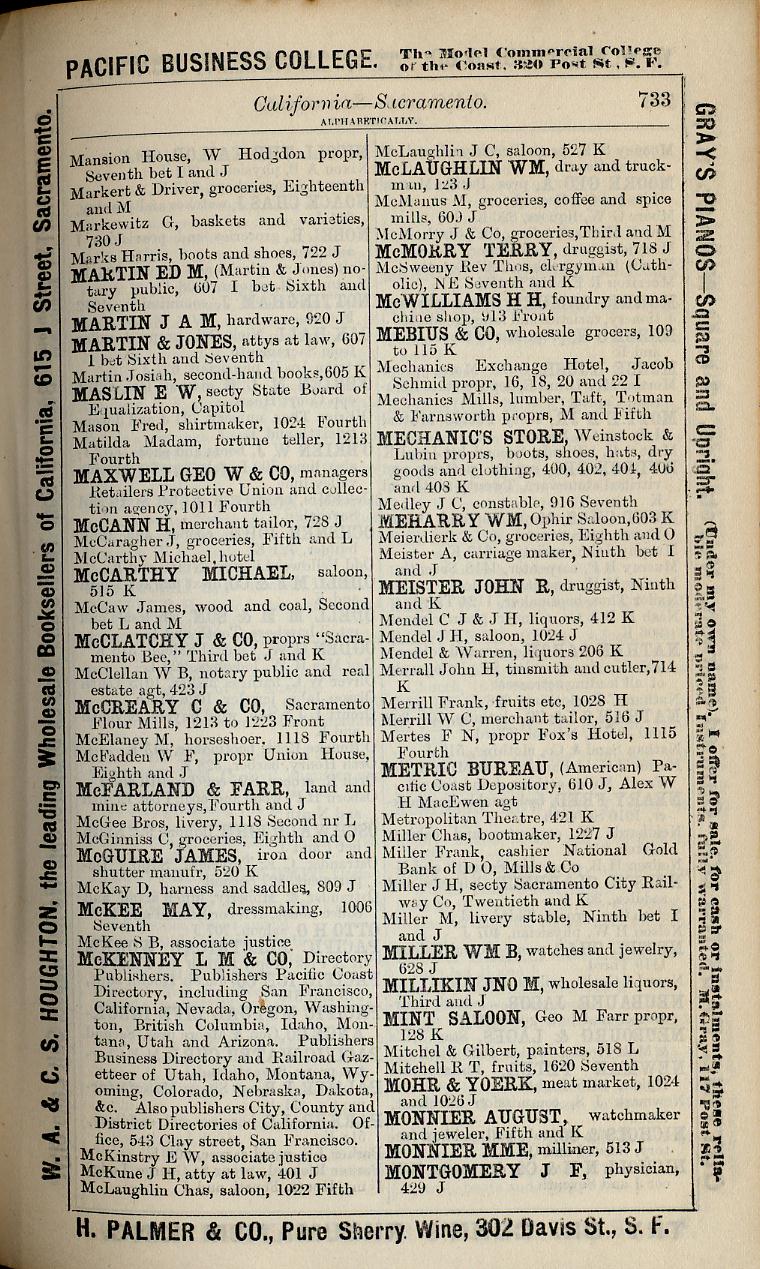 PACIFIC BUSINESS COLLEGE. The Model Commercial College
of the Coast, 320 Post St., S. F.
California—Sacramento. 733
ALPHABETICALLY.
Mansion House, W Hodgdon propr,
Seventh bet I and J
Markert & Driver, groceries, Eighteenth
and M
Markewitz G, baskets and varieties,
730 J
Marks Harris, boots and shoes, 722 J
MARTIN ED M, (Martin & Jones) no-
tary public, 607 I bet Sixth and
Seventh
MARTIN J A M, hardware, 920 J
MARTIN & JONES, attys at law, 607
I bet Sixth and Seventh
Martin Josiah, second-hand books, 605 K
MASLIN E W, secty State Board of
Equalization, Capitol
Mason Fred, shirtmaker, 1024 Fourth
Matilda Madam, fortune teller, 1213
Fourth
MAXWELL GEO W & CO, managers
Retailers Protective Union and collec-
tion agency, 1011 Fourth
McCANN H, merchant tailor, 728 J
McCaragher J, groceries, Fifth and L
McCarthy Michael, hotel
McCARTHY MICHAEL, saloon,
515 K
McCaw James, wood and coal, Second
bet L and M
McCLATCHY J & CO, proprs "Sacra-
mento Bee," Third bet J and K
McClellan W B, notary public and real
estate agt, 423 J
McCREARY C & CO, Sacramento
Flour Mills, 1213 to 1223 Front
McElaney M, horseshoer, 1118 Fourth
McFadden W F, propr Union House,
Eighth and J
McFARLAND & FARR, land and
mine attorneys, Fourth and J
McGee Bros, livery, 1118 Second nr L
McGinniss C, groceries, Eighth and O
McGUIRE JAMES, iron door and
shutter manufr, 520 K
McKay D, harness and saddles, 809 J
McKEE MAY, dressmaking, 1006
Seventh
McKee S B, associate justice
McKENNEY L M & CO, Directory
Publishers. Publishers Pacific Coast
Directory, including San Francisco,
California, Nevada, Oregon, Washing-
ton, British Columbia, Idaho, Mon-
tana, Utah and Arizona. Publishers
Business Directory and Railroad Gaz-
etteer of Utah, Idaho, Montana, Wy-
oming, Colorado, Nebraska, Dakota,
&c. Also publishers City, County and
District Directories of California. Of-
fice, 543 Clay street, San Francisco.
McKinstry E W, associate justice
McKune J H, atty at law, 401 J
McLaughlin Chas, saloon, 1022 Fifth
McLaughlin J C, saloon, 527 K
McLAUGHLIN WM, dray and truck-
man, 123 J
McManus M, groceries, coffee and spice
mills, 600 J
McMorry J & Co, groceries, Third and M
McMORRY TERRY, druggist, 718 J
McSweeny Rev Thos, clergyman (Cath-
olic), NE Seventh and K
McWILLIAMS H H, foundry and ma-
chine shop, 913 Front
MEBIUS & CO, wholesale grocers, 109
to 115 K
Mechanics Exchange Hotel, Jacob
Schmid propr, 16, 18, 20 and 22 I
Mechanics Mills, lumber, Taft, Totman
& Farnsworth proprs, M and Fifth
MECHANIC'S STORE, Weinstock &
Lubin proprs, boots, shoes, hats, dry
goods and clothing, 400, 402, 404, 406
and 408 K
Medley J C, constable, 916 Seventh
MEHARRY WM, Ophir Saloon, 603 K
Meierdierk & Co, groceries, Eighth and O
Meister A, carriage maker, Ninth bet I
and J
MEISTER JOHN R, druggist, Ninth
and K
Mendel C J & J H, liquors, 412 K
Mendel J H, saloon, 1024 J
Mendel & Warren, liquors 206 K
Merrall John H, tinsmith and cutler, 714
K
Merrill Frank, fruits etc, 1028 H
Merrill W C, merchant tailor, 516 J
Mertes F N, propr Fox's Hotel, 1115
Fourth
METRIC BUREAU, (American) Pa-
cific Coast Depository, 610 J, Alex W
H MacEwen agt
Metropolitan Theatre, 421 K
Miller Chas, bootmaker, 1227 J
Miller Frank, cashier National Gold
Bank of D O, Mills & Co
Miller J H, secty Sacramento City Rail-
way Co, Twentieth and K
Miller M, livery stable, Ninth bet I
and J
MILLER WM B, watches and jewelry,
628 J
MILLIKIN JNO M, wholesale liquors,
Third and J
MINT SALOON, Geo M Farr propr,
128 K
Mitchel & Gilbert, painters, 518 L
Mitchell R T, fruits, 1620 Seventh
MOHR & YOERK, meat market, 1024
and 1026 J
MONNIER AUGUST, watchmaker
and jeweler, Fifth and K
MONNIER MME, milliner, 513 J
MONTGOMERY J F, physician,
429 J
W. A. & C. S. HOUGHTON, the leading Wholesale Booksellers of California, 615 J Street, Sacramento.
GRAY'S PIANOS—Square and Upright. (Under my own name). I offer for sale, for cash or instalments, these relia-
ble moderate priced Instruments, fully warranted. M. Gray, 117 Post St.
H. PALMER & CO., Pure Sherry Wine, 302 Davis St., S. F.